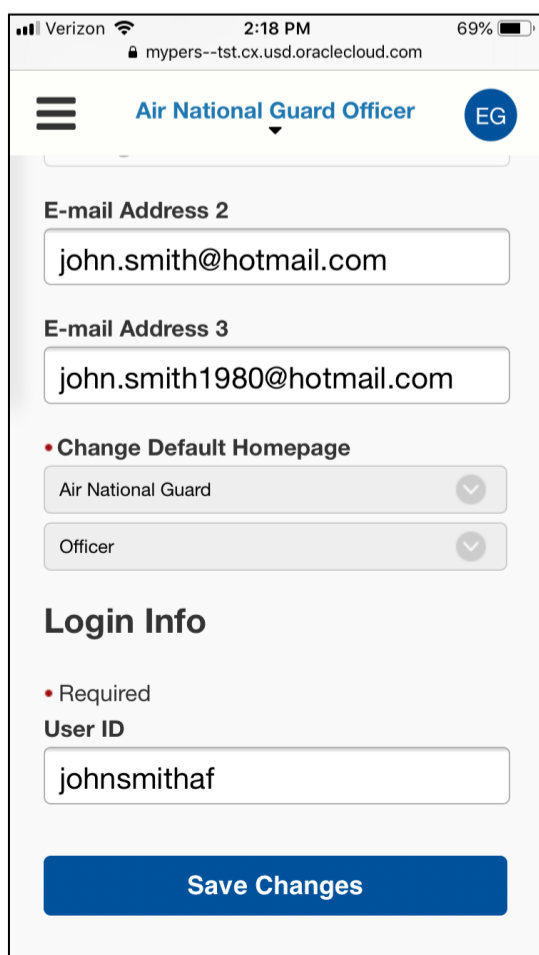 Verizon 2:18 PM 69%
mypers--tst.cx.usd.oraclecloud.com
Air National Guard Officer EG
E-mail Address 2
john.smith@hotmail.com
E-mail Address 3
john.smith1980@hotmail.com
• Change Default Homepage
Air National Guard
Officer
Login Info
• Required
User ID
johnsmithaf
Save Changes